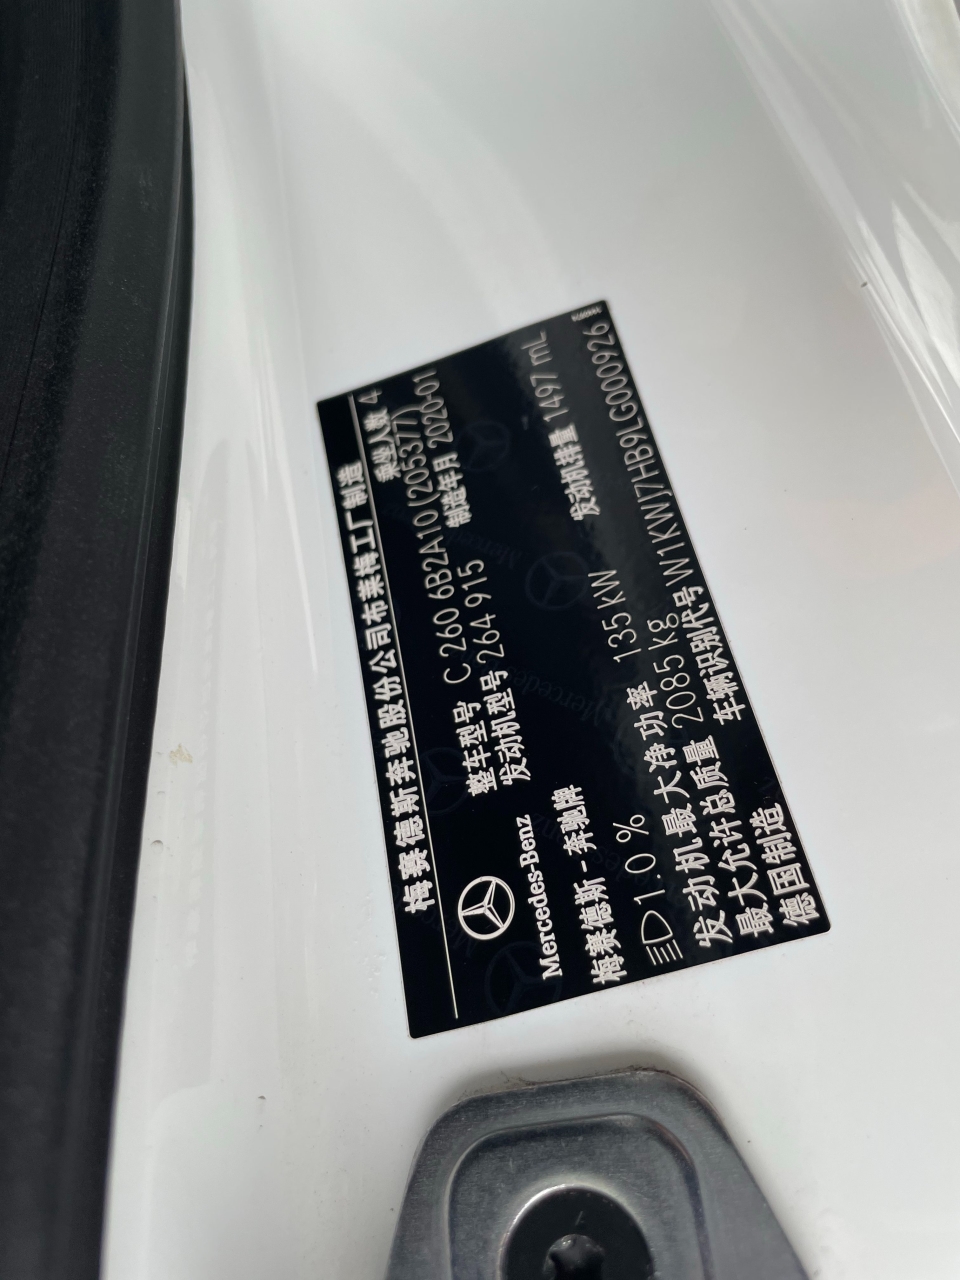 梅赛德斯奔驰股份公司布莱梅工厂制造
乘坐人数 4
整车型号 C 260 6B2A10 (205377)
发动机型号 264 915 制造年月 2020-01
Mercedes-Benz
梅赛德斯-奔驰牌
1.0% 发动机排量 1497 mL
发动机最大净功率 135 kW
最大允许总质量 2085 kg
德国制造 车辆识别代号 W1KWJ7HB9LG000926